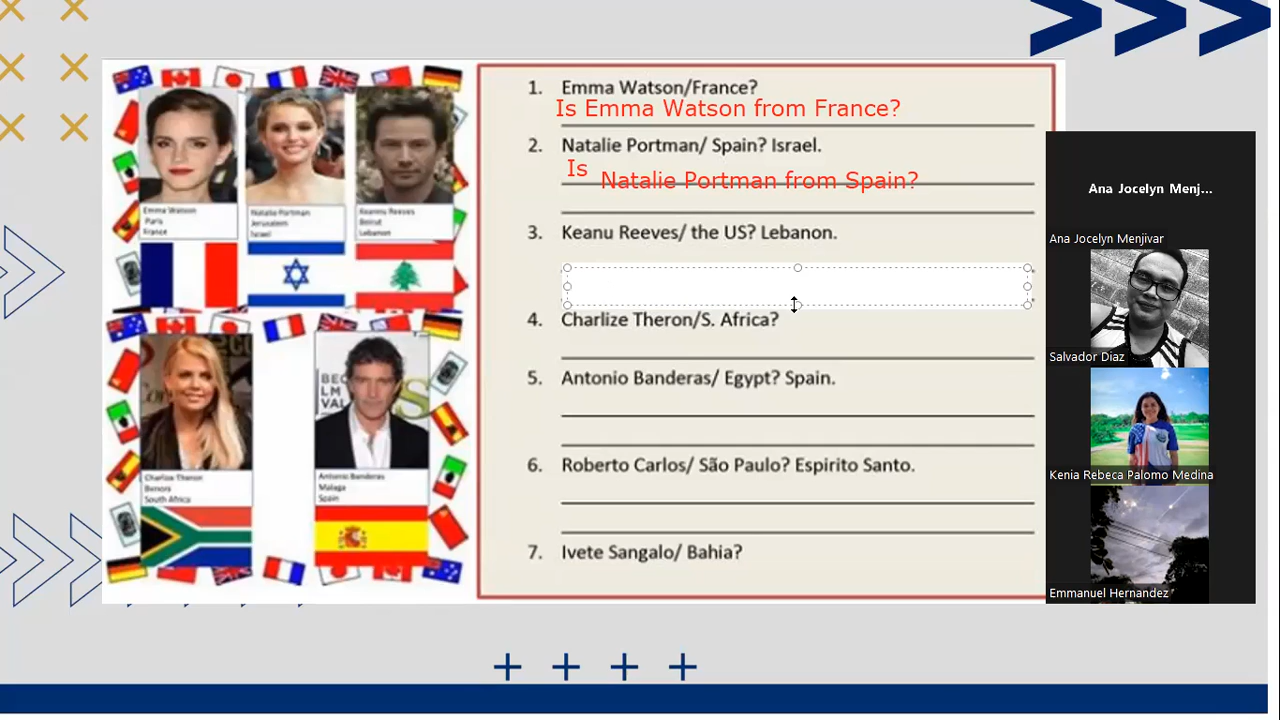 Emma Watson
Paris
France
Natalie Portman
Jerusalem
Israel
Keannu Reeves
Beirut
Lebanon
Charlize Theron
Benoni
South Africa
Antonio Banderas
Malaga
Spain
1. Emma Watson/France?
Is Emma Watson from France?
2. Natalie Portman/ Spain? Israel.
Is
Natalie Portman from Spain?
3. Keanu Reeves/ the US? Lebanon.
4. Charlize Theron/S. Africa?
5. Antonio Banderas/ Egypt? Spain.
6. Roberto Carlos/ São Paulo? Espirito Santo.
7. Ivete Sangalo/ Bahia?
Ana Jocelyn Menj...
Ana Jocelyn Menjivar
Salvador Diaz
Kenia Rebeca Palomo Medina
Emmanuel Hernandez